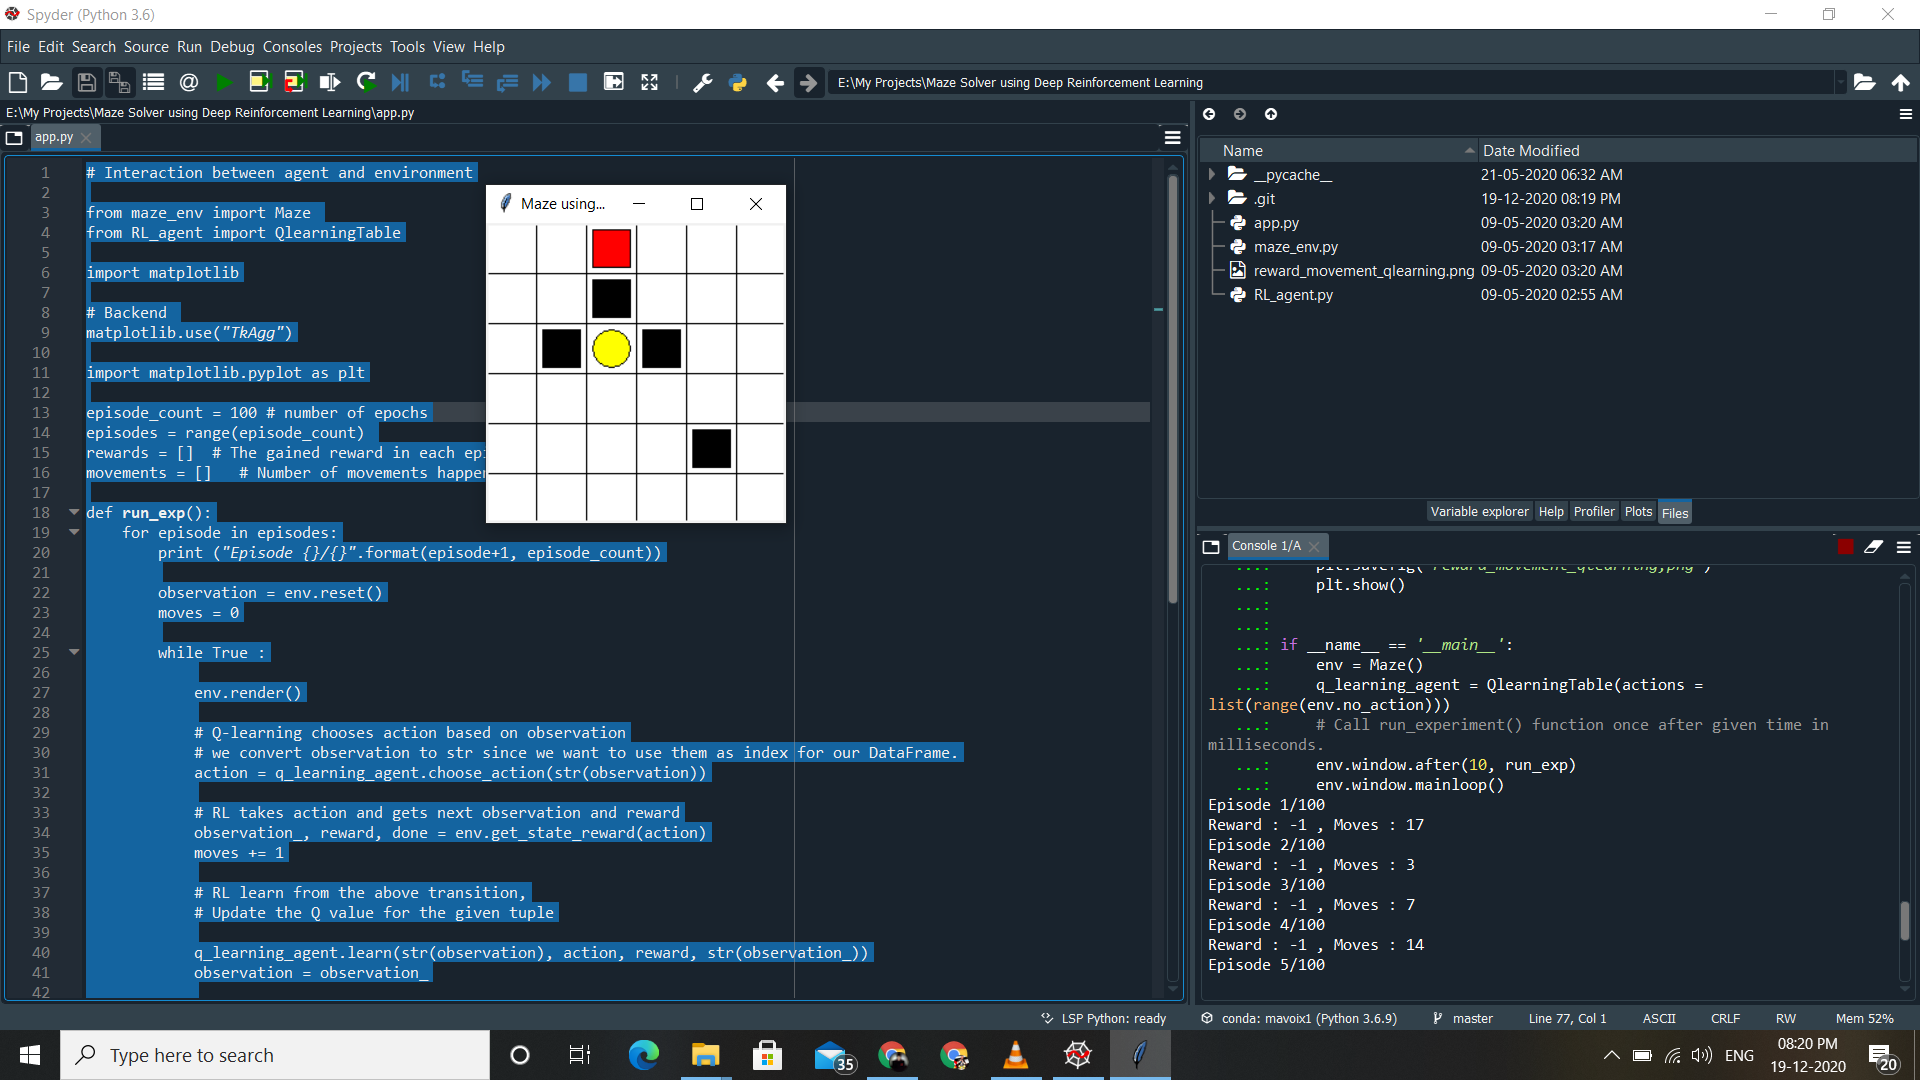 Spyder (Python 3.6)
File Edit Search Source Run Debug Consoles Projects Tools View Help
E:\My Projects\Maze Solver using Deep Reinforcement Learning
E:\My Projects\Maze Solver using Deep Reinforcement Learning\app.py
app.py
1 # Interaction between agent and environment
2
3 from maze_env import Maze
4 from RL_agent import QlearningTable
5
6 import matplotlib
7
8 # Backend
9 matplotlib.use("TkAgg")
10
11 import matplotlib.pyplot as plt
12
13 episode_count = 100 # number of epochs
14 episodes = range(episode_count)
15 rewards = []  # The gained reward in each epi
16 movements = []   # Number of movements happen
17
18 def run_exp():
19     for episode in episodes:
20         print ("Episode {}/{}".format(episode+1, episode_count))
21
22         observation = env.reset()
23         moves = 0
24
25         while True :
26
27             env.render()
28
29             # Q-learning chooses action based on observation
30             # we convert observation to str since we want to use them as index for our DataFrame.
31             action = q_learning_agent.choose_action(str(observation))
32
33             # RL takes action and gets next observation and reward
34             observation_, reward, done = env.get_state_reward(action)
35             moves += 1
36
37             # RL learn from the above transition,
38             # Update the Q value for the given tuple
39
40             q_learning_agent.learn(str(observation), action, reward, str(observation_))
41             observation = observation_
42
Maze using...
Name Date Modified
__pycache__ 21-05-2020 06:32 AM
.git 19-12-2020 08:19 PM
app.py 09-05-2020 03:20 AM
maze_env.py 09-05-2020 03:17 AM
reward_movement_qlearning.png 09-05-2020 03:20 AM
RL_agent.py 09-05-2020 02:55 AM
Variable explorer Help Profiler Plots Files
Console 1/A
...:     plt.savefig("reward_movement_qlearning.png")
...:     plt.show()
...:
...:
...: if __name__ == '__main__':
...:     env = Maze()
...:     q_learning_agent = QlearningTable(actions =
list(range(env.no_action)))
...:     # Call run_experiment() function once after given time in
milliseconds.
...:     env.window.after(10, run_exp)
...:     env.window.mainloop()
Episode 1/100
Reward : -1 , Moves : 17
Episode 2/100
Reward : -1 , Moves : 3
Episode 3/100
Reward : -1 , Moves : 7
Episode 4/100
Reward : -1 , Moves : 14
Episode 5/100
LSP Python: ready conda: mavoix1 (Python 3.6.9) master Line 77, Col 1 ASCII CRLF RW Mem 52%
Type here to search
35
ENG
08:20 PM
19-12-2020
20